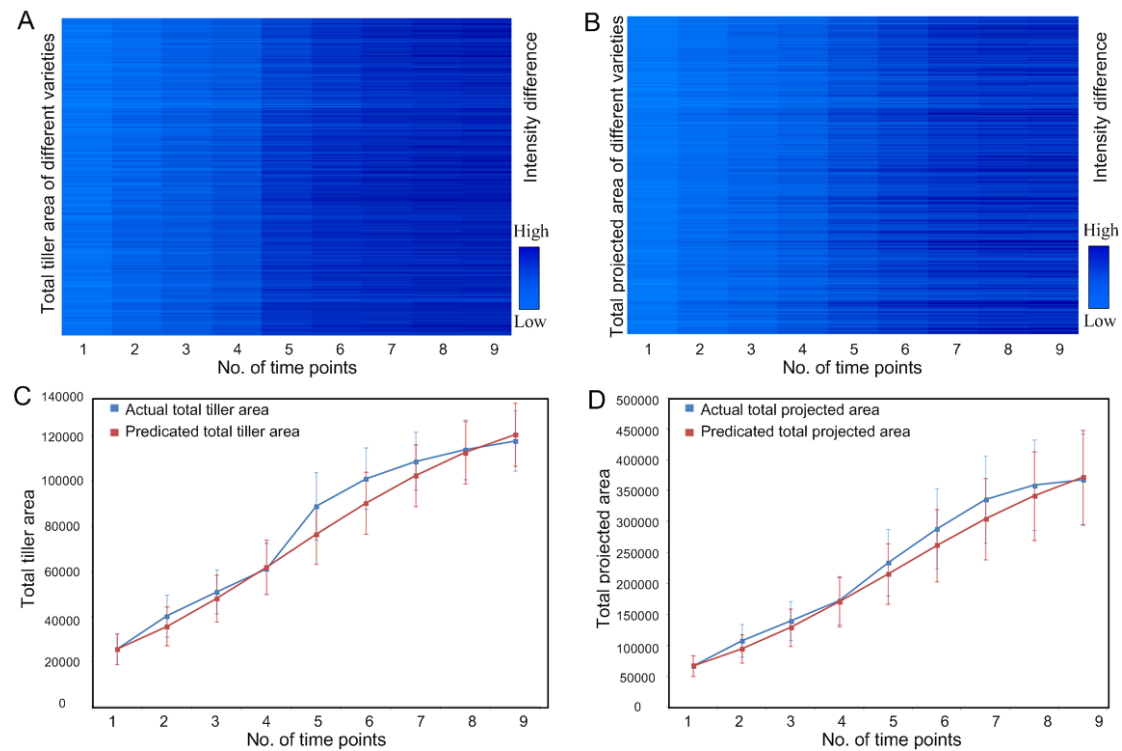 A
Total tiller area of different varieties
1 2 3 4 5 6 7 8 9
No. of time points
Intensity difference
High
Low
B
Total projected area of different varieties
1 2 3 4 5 6 7 8 9
No. of time points
Intensity difference
High
Low
C
Total tiller area
140000
120000
100000
80000
60000
40000
20000
0
Actual total tiller area
Predicated total tiller area
1 2 3 4 5 6 7 8 9
No. of time points
D
Total projected area
500000
450000
400000
350000
300000
250000
200000
150000
100000
50000
0
Actual total projected area
Predicated total projected area
1 2 3 4 5 6 7 8 9
No. of time points